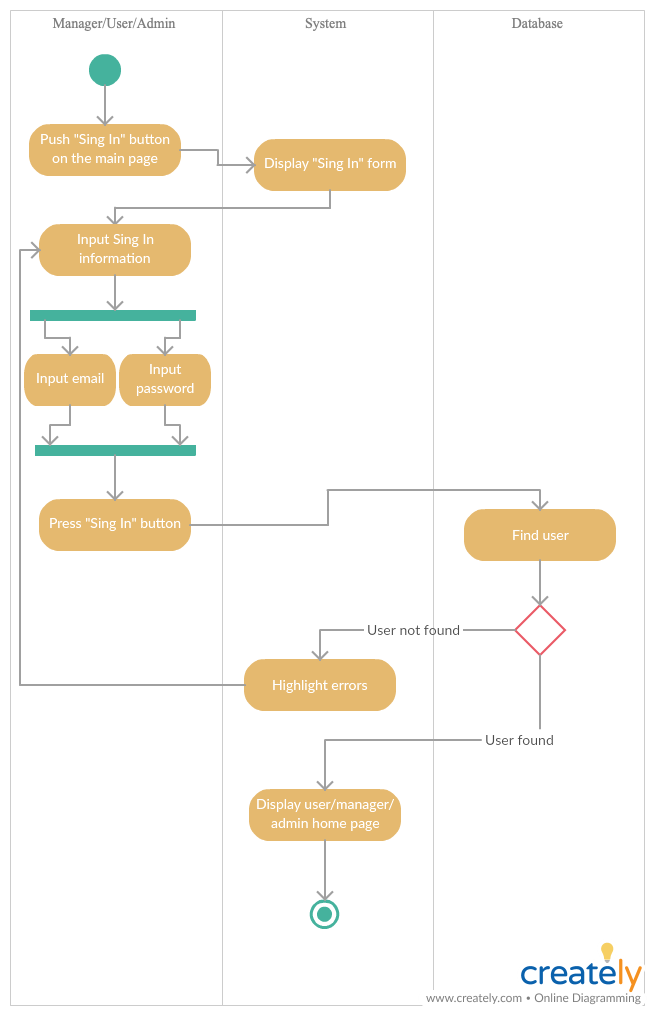 Manager/User/Admin
System
Database
Push "Sing In" button
on the main page
Display "Sing In" form
Input Sing In
information
Input email
Input
password
Press "Sing In" button
Find user
User not found
Highlight errors
User found
Display user/manager/
admin home page
creately
www.creately.com • Online Diagramming